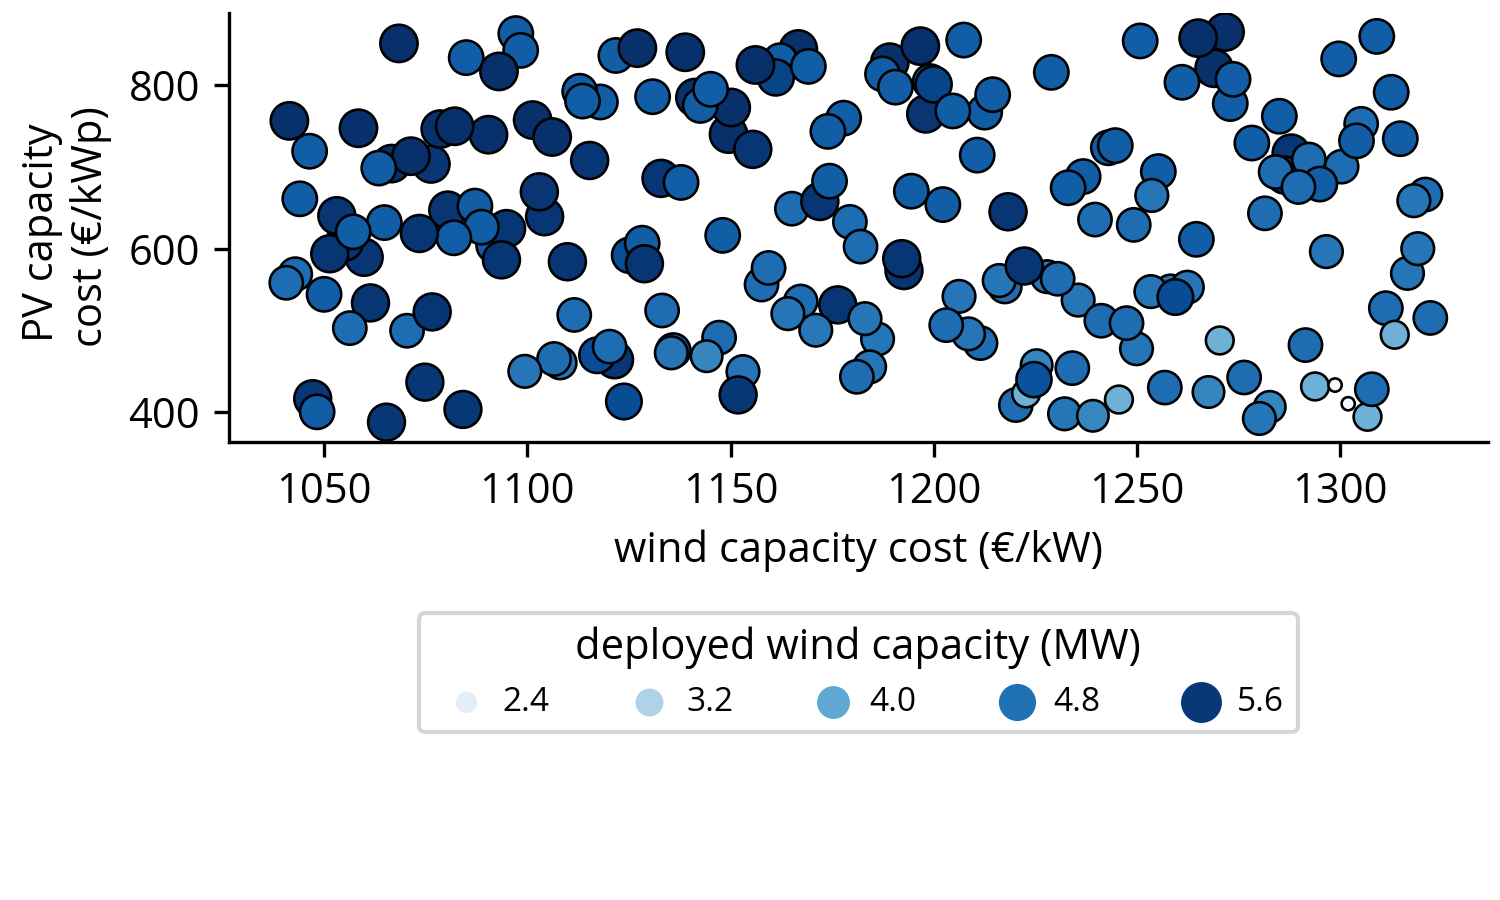 PV capacity
cost (€/kWp)
800
600
400
1050 1100 1150 1200 1250 1300
wind capacity cost (€/kW)
deployed wind capacity (MW)
2.4 3.2 4.0 4.8 5.6